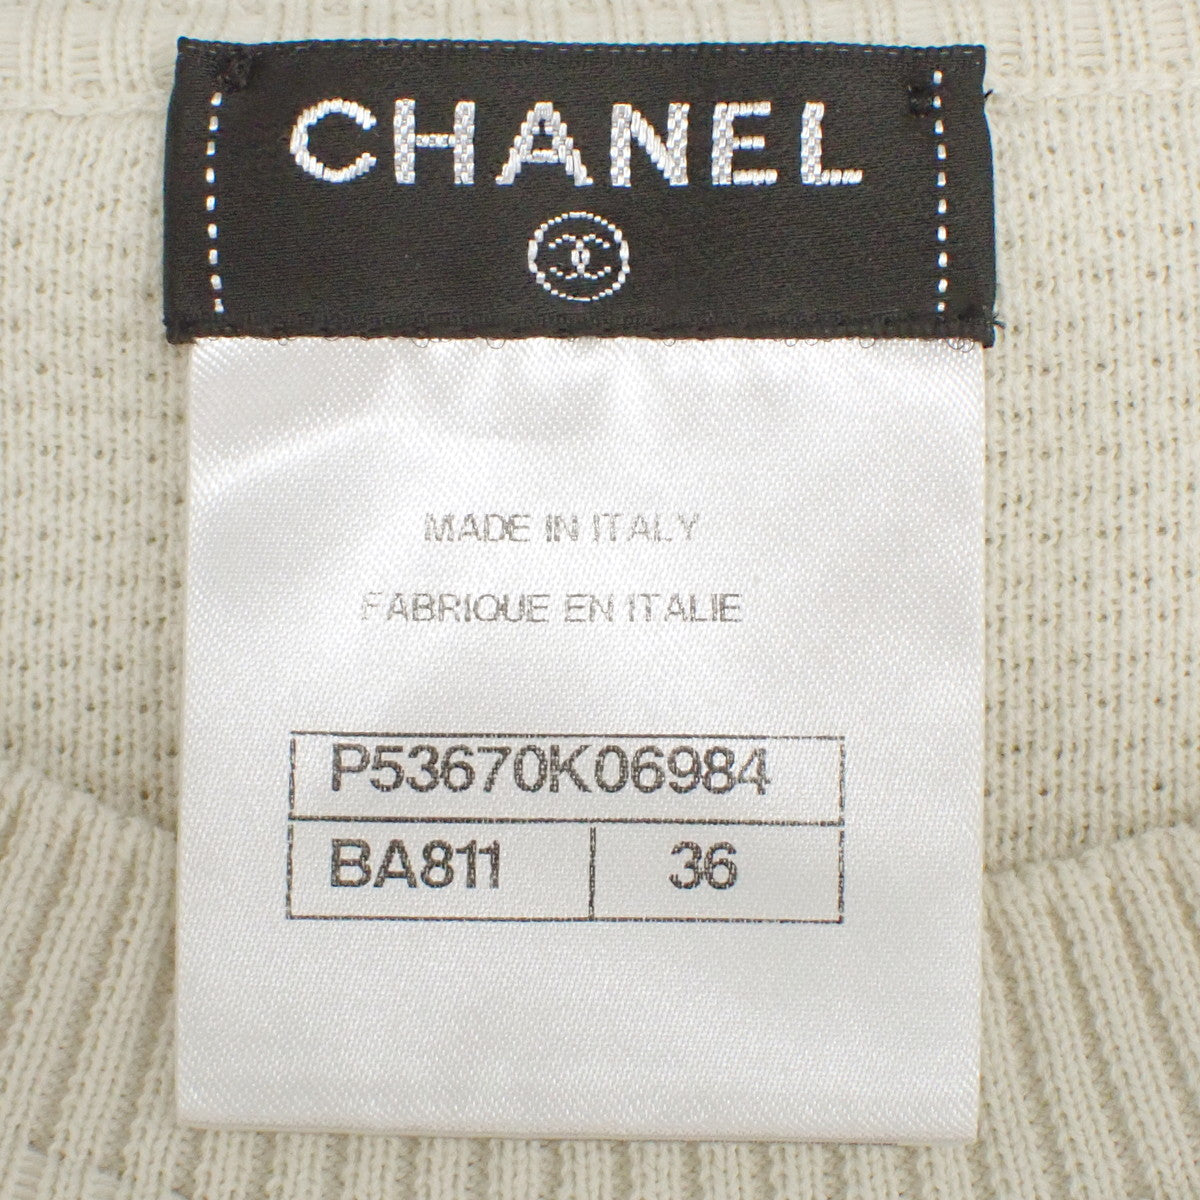 CHANEL
MADE IN ITALY
FABRIQUE EN ITALIE
P53670K06984
BA811 36